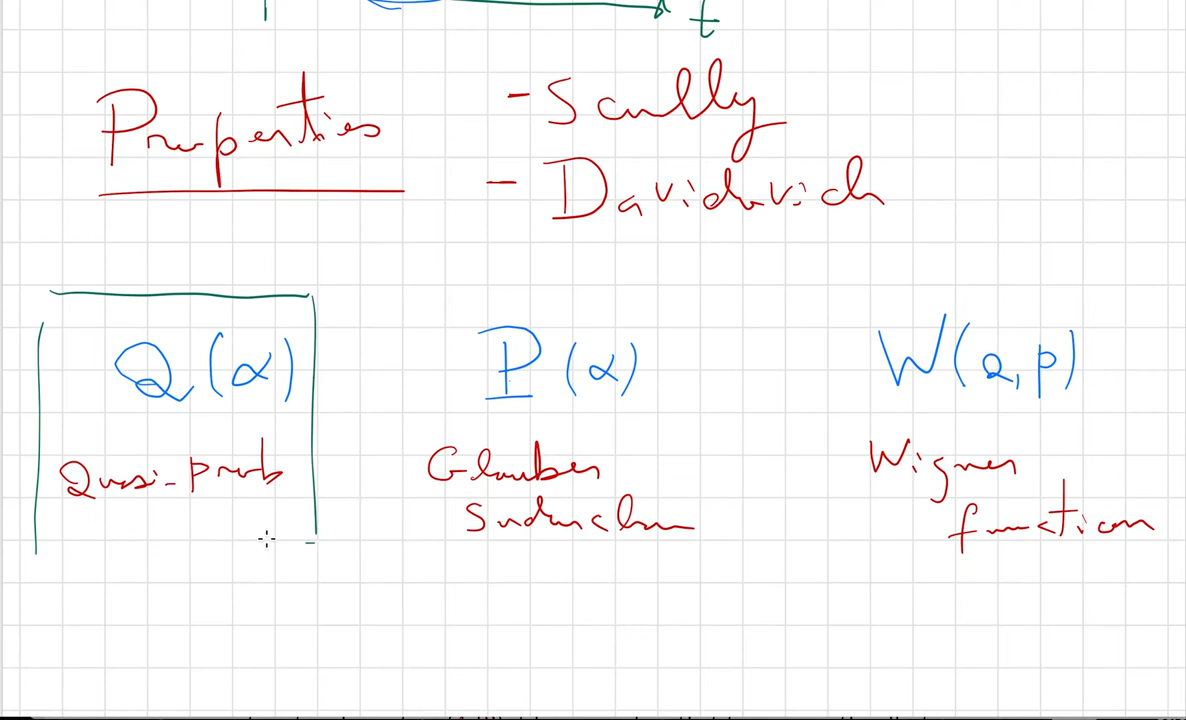 t
Properties
- Scully
- Davidovich
Q(α)
P(α)
W(Q,p)
Quasi-prob
Glauber
Sudarshan
Wigner
function